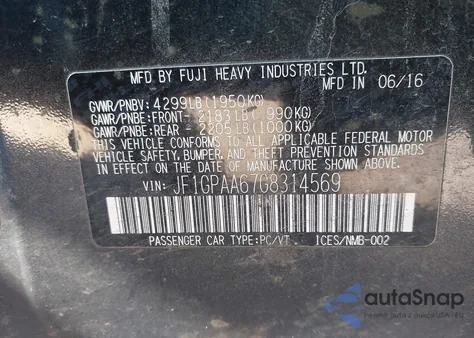 MFD BY FUJI HEAVY INDUSTRIES LTD. IN 06/16
GVWR/PNBV: 4299LB(1950KG)
GAWR/PNBE:FRONT- 2183LB( 990KG)
GAWR/PNBE:REAR - 2205LB(1000KG)
THIS VEHICLE CONFORMS TO ALL APPLICABLE FEDERAL MOTOR
VEHICLE SAFETY, BUMPER, AND THEFT PREVENTION STANDARDS
IN EFFECT ON THE DATE OF MANUFACTURE SHOWN ABOVE.
VIN: JF1GPAA67G8314569
PASSENGER CAR TYPE:PC/VT ICES/NMB-002
autoSnap